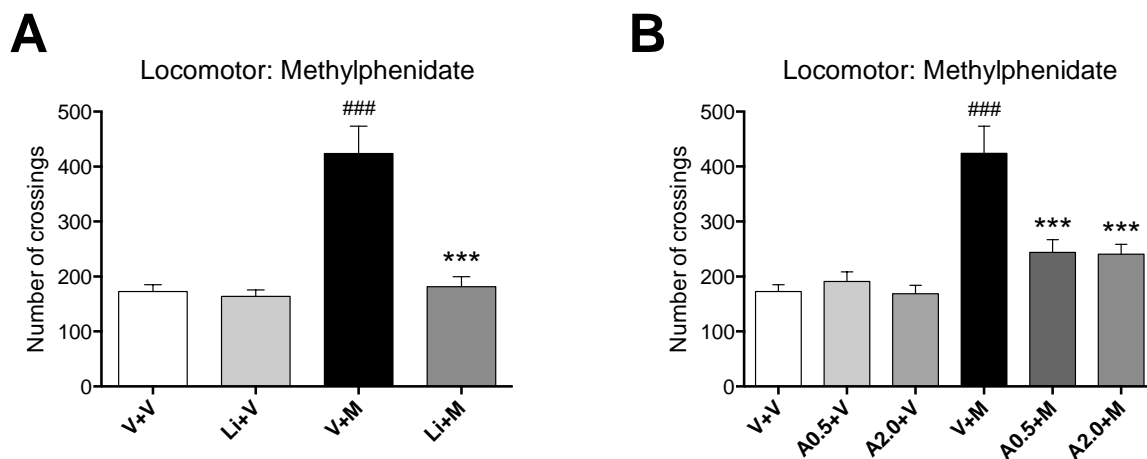 A
Locomotor: Methylphenidate
###
***
500
400
300
200
100
0
Number of crossings
V+V
Li+V
V+M
Li+M
B
Locomotor: Methylphenidate
###
***
***
500
400
300
200
100
0
Number of crossings
V+V
A0.5+V
A2.0+V
V+M
A0.5+M
A2.0+M